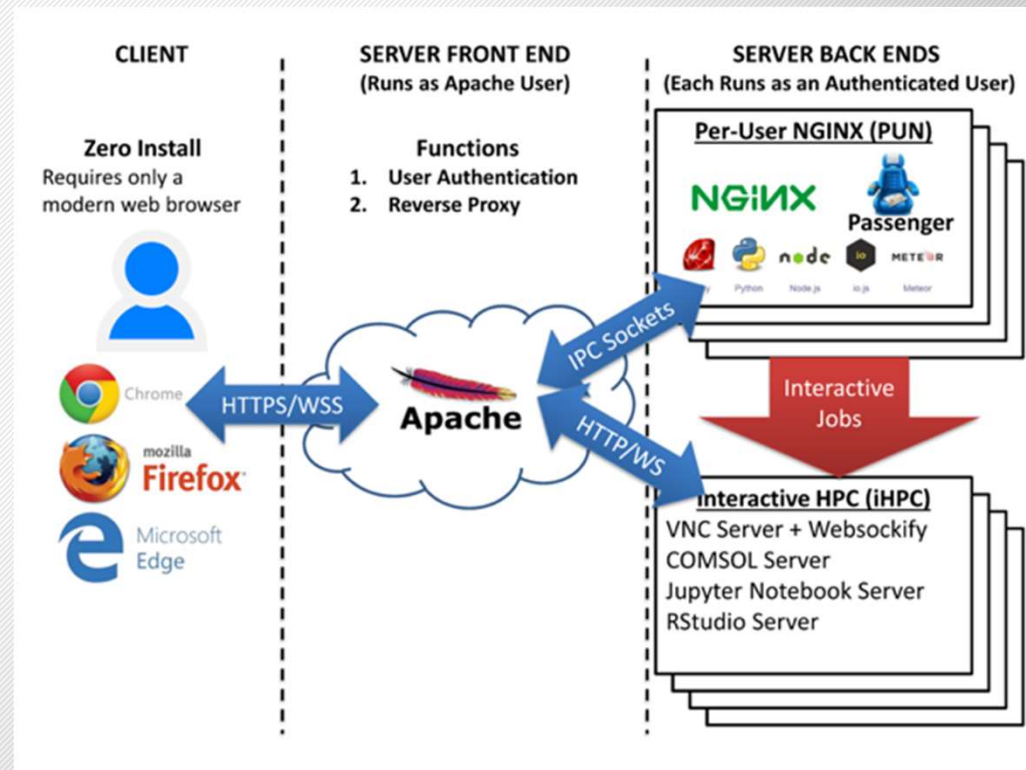 CLIENT
Zero Install
Requires only a
modern web browser
Chrome
mozilla
Firefox
Microsoft
Edge
HTTPS/WSS
SERVER FRONT END
(Runs as Apache User)
Functions
1. User Authentication
2. Reverse Proxy
Apache
IPC Sockets
HTTP/WS
SERVER BACK ENDS
(Each Runs as an Authenticated User)
Per-User NGINX (PUN)
NGINX
Passenger
node
io
METEOR
Python
Node.js
io.js
Meteor
Interactive
Jobs
Interactive HPC (iHPC)
VNC Server + Websockify
COMSOL Server
Jupyter Notebook Server
RStudio Server